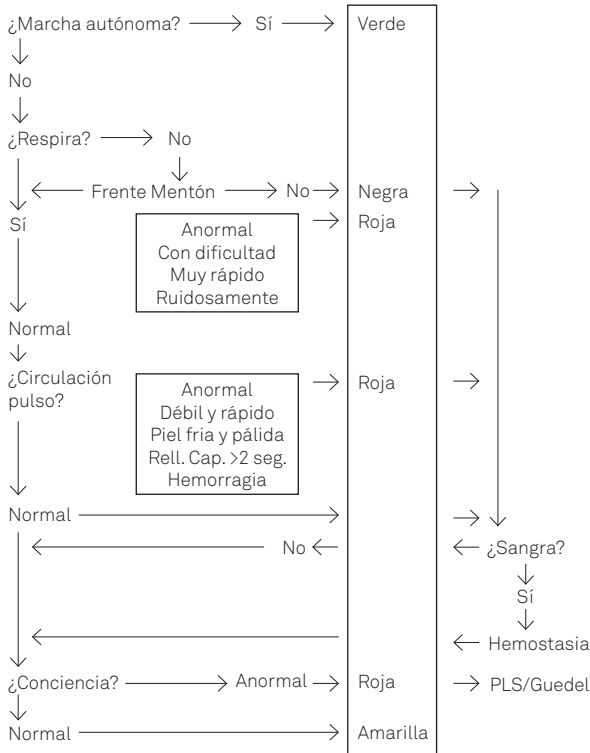 ¿Marcha autónoma? Sí Verde
No
¿Respira? No
Frente Mentón No Negra
Sí
Roja
Anormal
Con dificultad
Muy rápido
Ruidosamente
Normal
¿Circulación
pulso?
Roja
Anormal
Débil y rápido
Piel fria y pálida
Rell. Cap. >2 seg.
Hemorragia
Normal
No ¿Sangra?
Sí
Hemostasia
¿Conciencia? Anormal Roja PLS/Guedel
Normal Amarilla